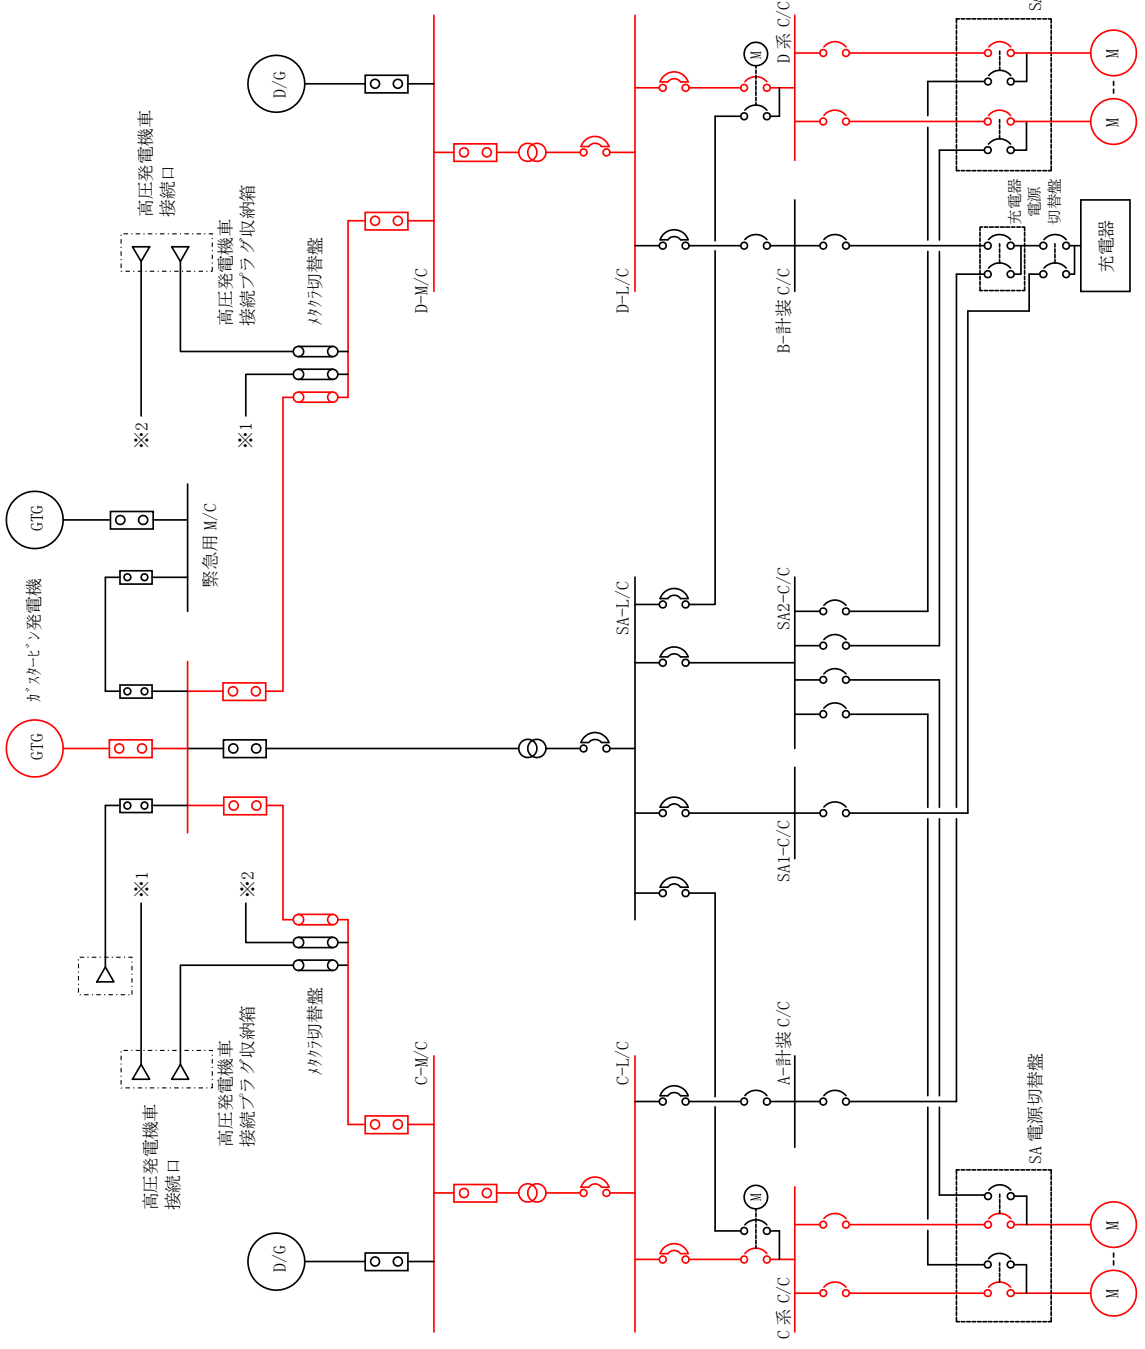 GTG
ｶﾞｽﾀｰﾋﾞﾝ発電機
GTG
高圧発電機車
接続口
※1
※2
高圧発電機車
接続口
高圧発電機車
接続プラグ収納箱
※2
緊急用 M/C
※1
高圧発電機車
接続プラグ収納箱
D/G
D/G
ﾒﾀｸﾗ切替盤
ﾒﾀｸﾗ切替盤
C-M/C
D-M/C
C-L/C
SA-L/C
D-L/C
M
M
C 系 C/C
A-計装 C/C
SA1-C/C
SA2-C/C
B-計装 C/C
D 系 C/C
SA 電源切替盤
充電器
電源
切替盤
充電器
M
M
M
M